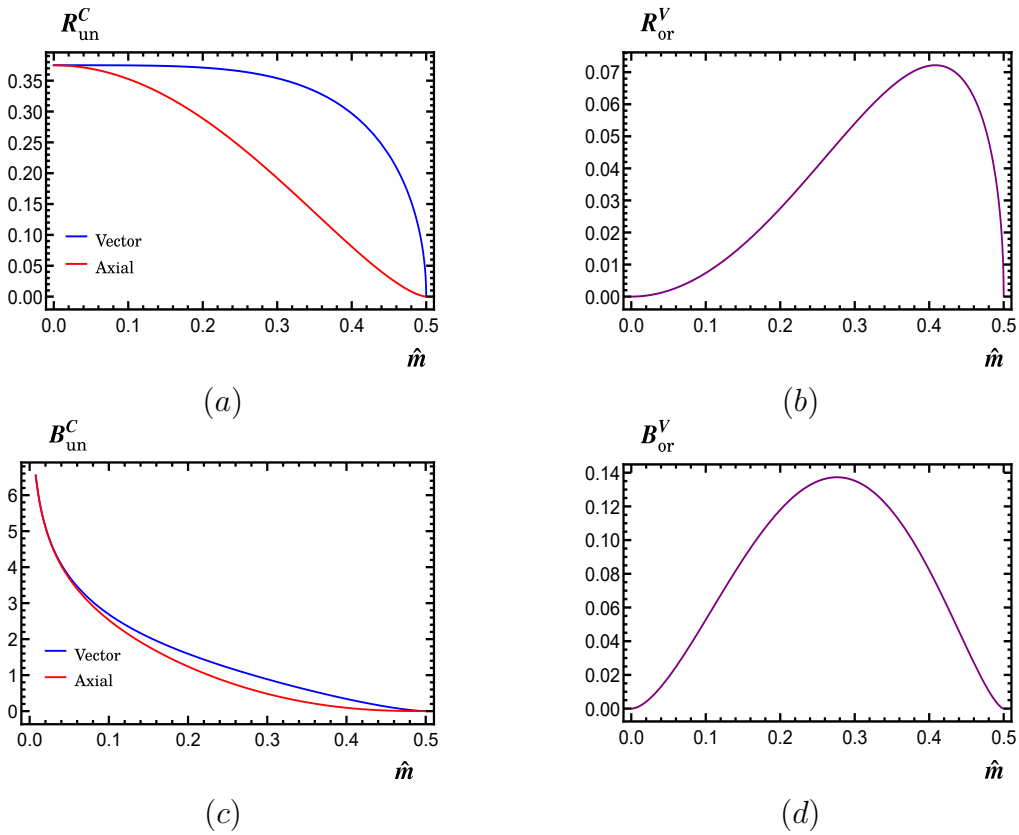 R^C_un
0.35
0.30
0.25
0.20
0.15
0.10
0.05
0.00
Vector
Axial
0.0 0.1 0.2 0.3 0.4 0.5
m̂
(a)
R^V_or
0.07
0.06
0.05
0.04
0.03
0.02
0.01
0.00
0.0 0.1 0.2 0.3 0.4 0.5
m̂
(b)
B^C_un
6
5
4
3
2
1
0
Vector
Axial
0.0 0.1 0.2 0.3 0.4 0.5
m̂
(c)
B^V_or
0.14
0.12
0.10
0.08
0.06
0.04
0.02
0.00
0.0 0.1 0.2 0.3 0.4 0.5
m̂
(d)